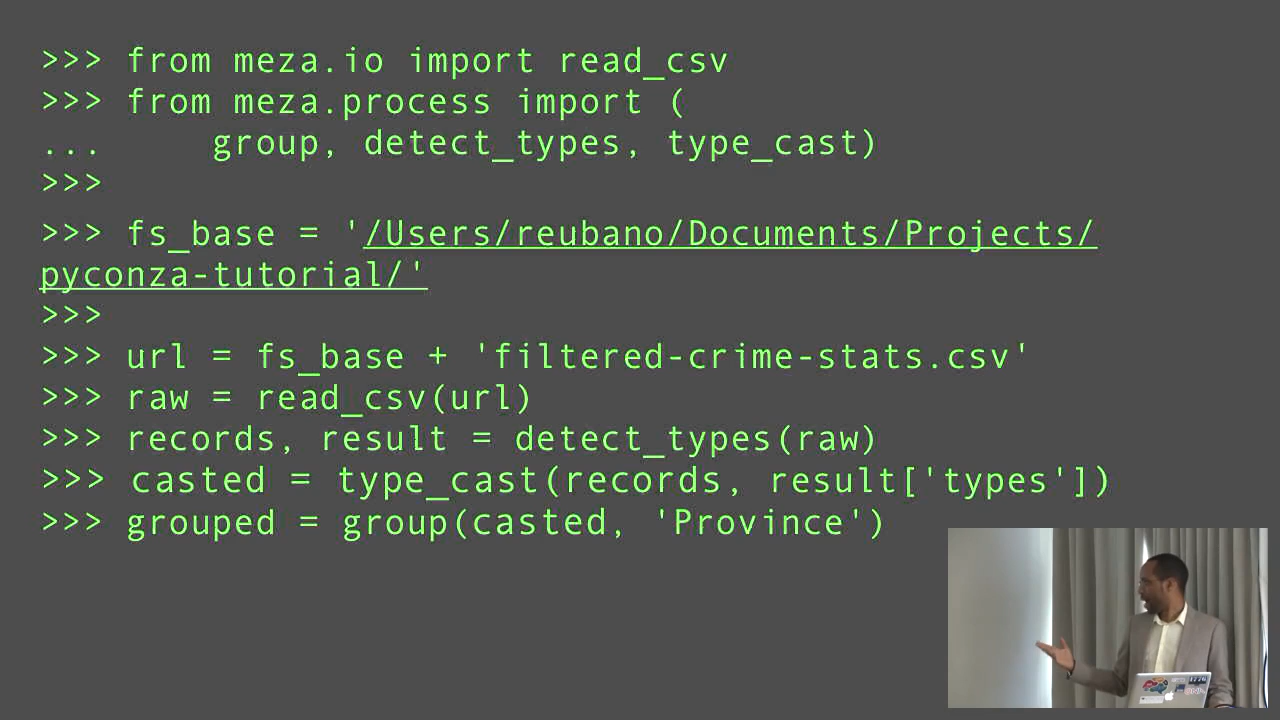 >>> from meza.io import read_csv
>>> from meza.process import (
...     group, detect_types, type_cast)
>>>
>>> fs_base = '/Users/reubano/Documents/Projects/
pyconza-tutorial/'
>>>
>>> url = fs_base + 'filtered-crime-stats.csv'
>>> raw = read_csv(url)
>>> records, result = detect_types(raw)
>>> casted = type_cast(records, result['types'])
>>> grouped = group(casted, 'Province')